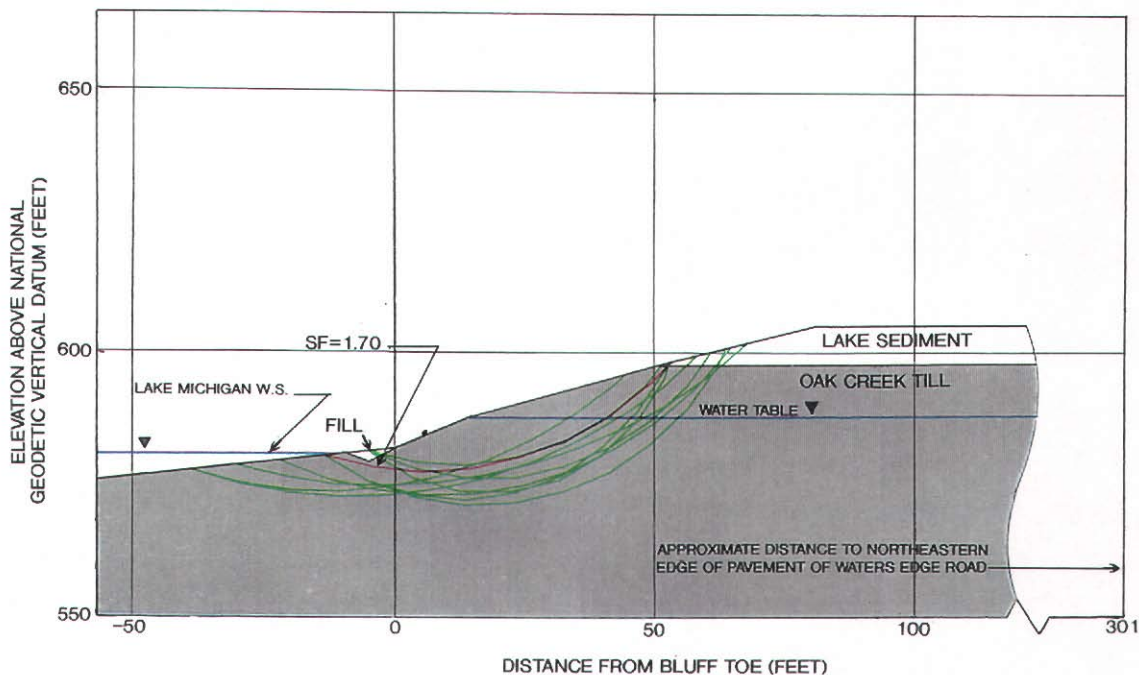 ELEVATION ABOVE NATIONAL
GEODETIC VERTICAL DATUM (FEET)
650
600
550
SF=1.70
LAKE SEDIMENT
OAK CREEK TILL
LAKE MICHIGAN W.S.
FILL
WATER TABLE
APPROXIMATE DISTANCE TO NORTHEASTERN
EDGE OF PAVEMENT OF WATERS EDGE ROAD
-50
0
50
100
301
DISTANCE FROM BLUFF TOE (FEET)